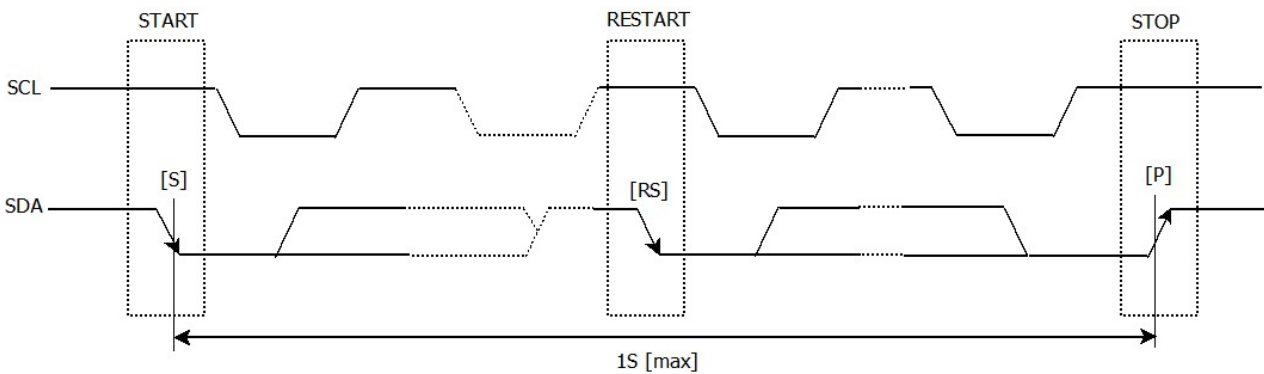 START
RESTART
STOP
SCL
[S]
[RS]
[P]
SDA
1S [max]